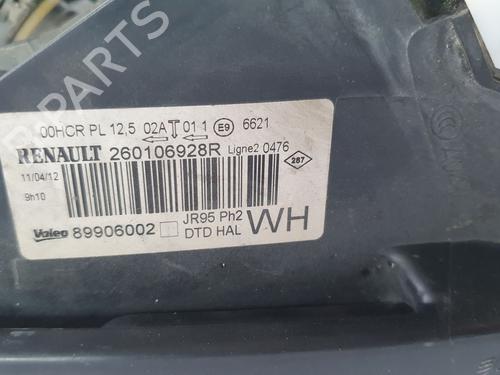 00HCR PL 12,5 02A 01 1 E9 6621
RENAULT 260106928R Ligne2 0476
11/04/12
287
9h10
JR95 Ph2
Valeo 89906002 DTD HAL WH
B PARTS